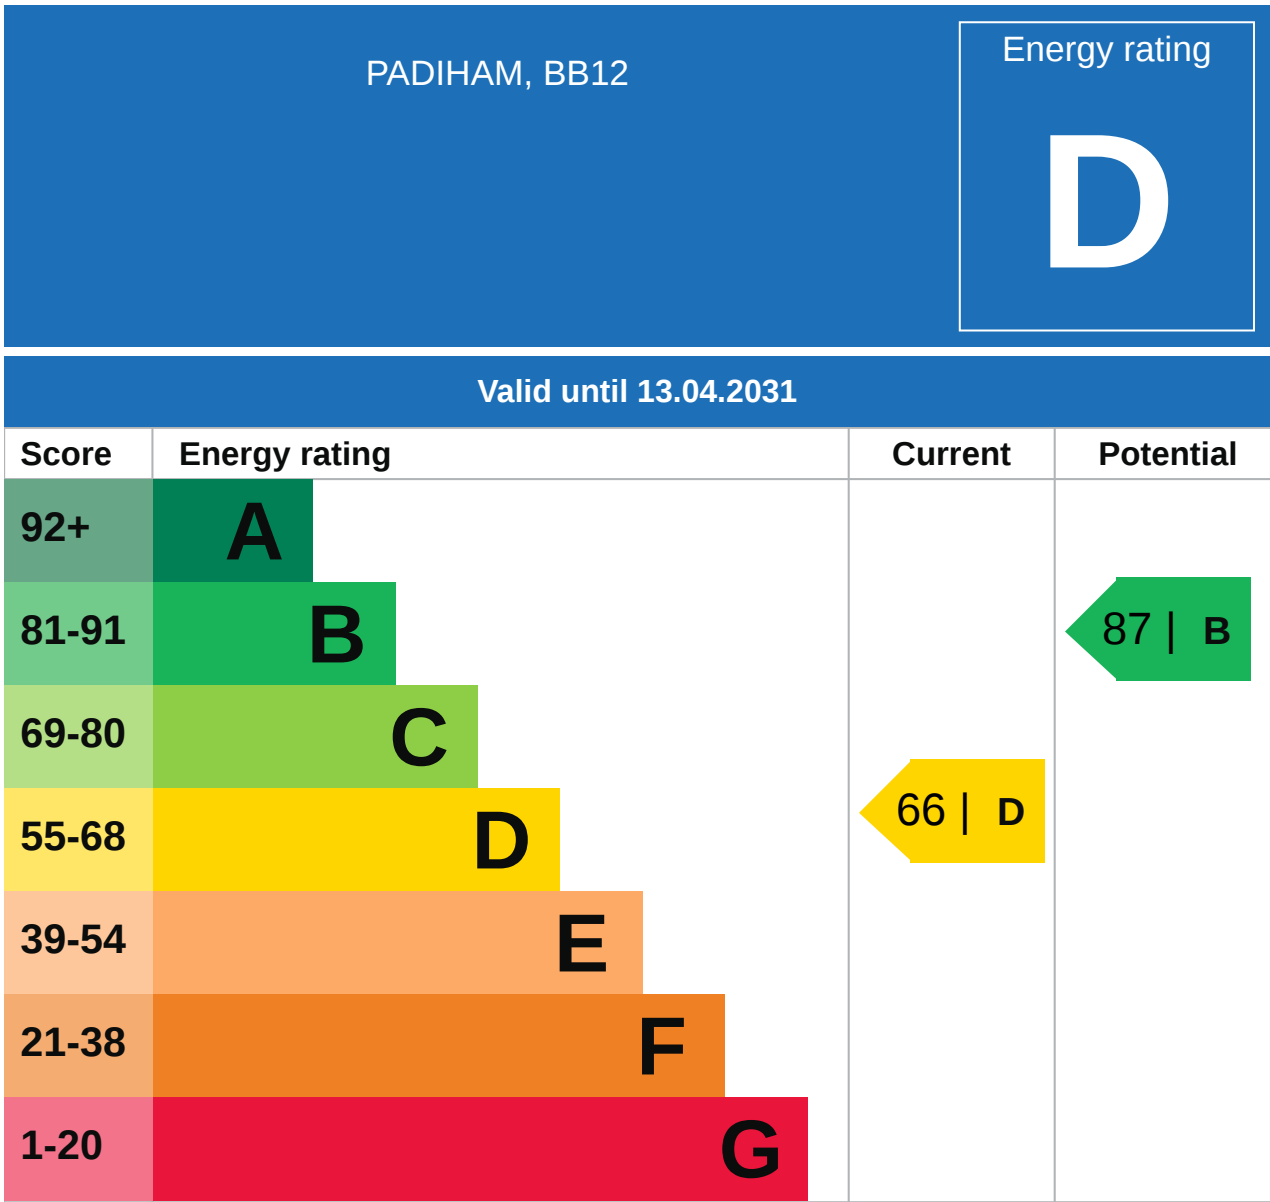 PADIHAM, BB12
Energy rating
D
Valid until 13.04.2031
Score Energy rating Current Potential
92+ A
81-91 B 87 | B
69-80 C
55-68 D 66 | D
39-54 E
21-38 F
1-20 G